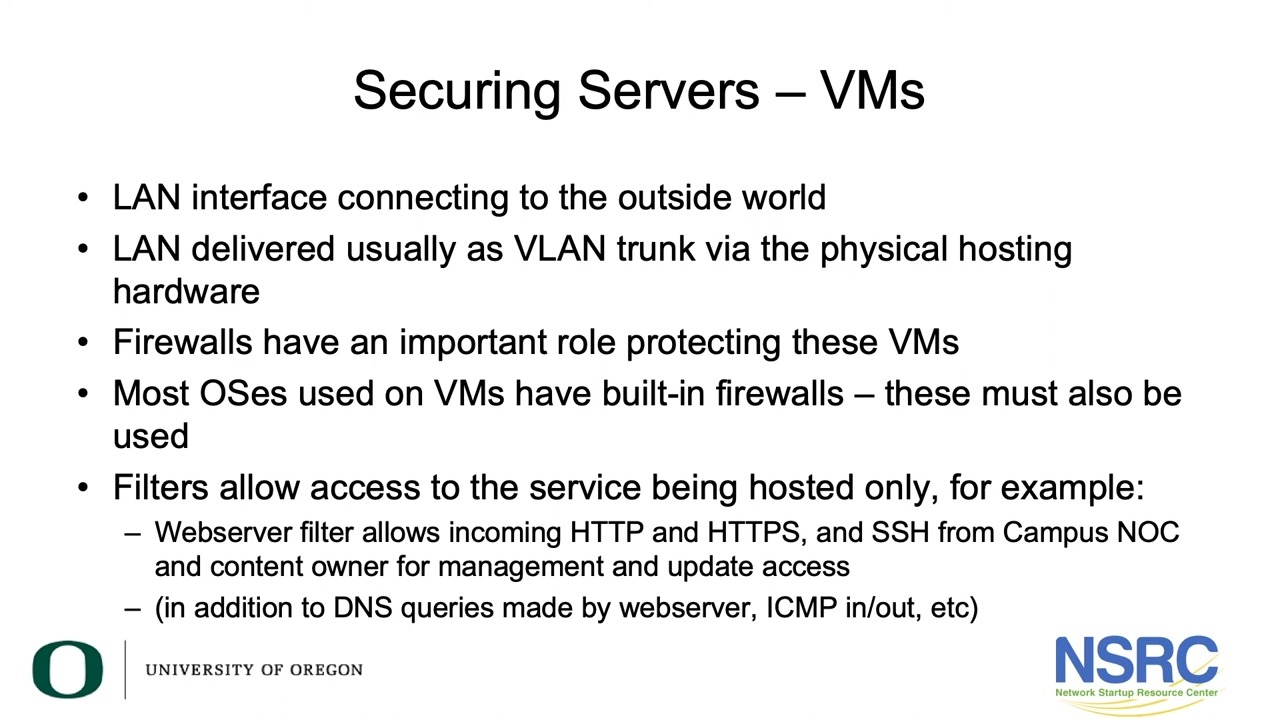 Securing Servers – VMs
• LAN interface connecting to the outside world
• LAN delivered usually as VLAN trunk via the physical hosting
hardware
• Firewalls have an important role protecting these VMs
• Most OSes used on VMs have built-in firewalls – these must also be
used
• Filters allow access to the service being hosted only, for example:
– Webserver filter allows incoming HTTP and HTTPS, and SSH from Campus NOC
and content owner for management and update access
– (in addition to DNS queries made by webserver, ICMP in/out, etc)
O UNIVERSITY OF OREGON
NSRC
Network Startup Resource Center